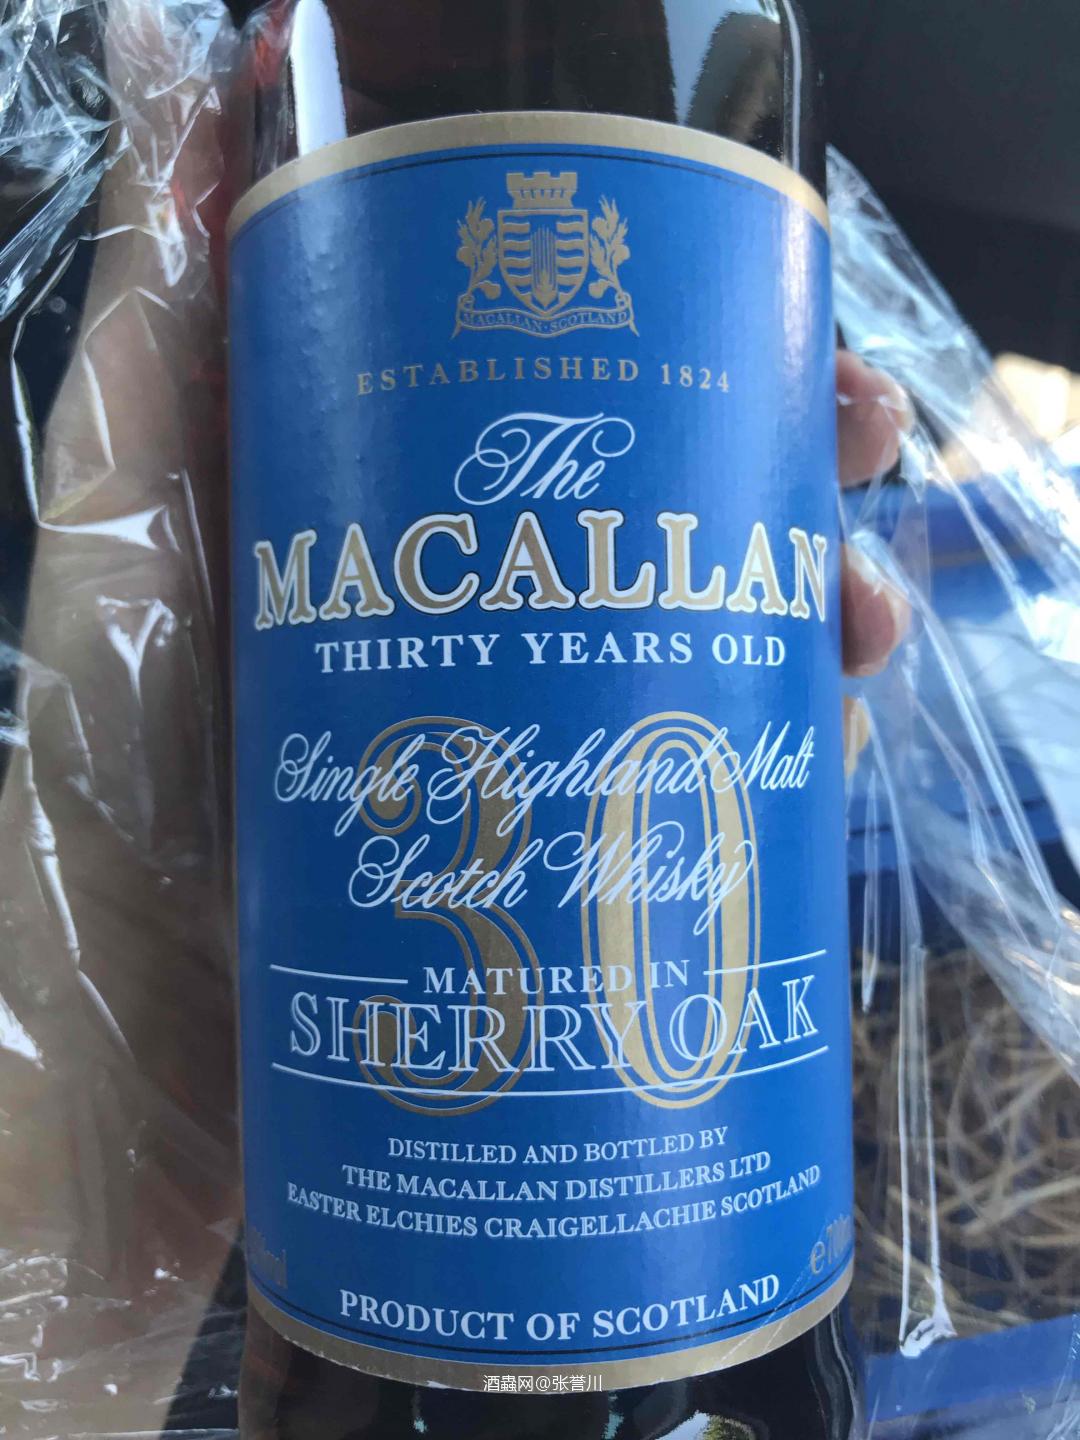 MACALLAN·SCOTLAND
ESTABLISHED 1824
The
MACALLAN
THIRTY YEARS OLD
30
Single Highland Malt
Scotch Whisky
MATURED IN
SHERRY OAK
DISTILLED AND BOTTLED BY
THE MACALLAN DISTILLERS LTD
EASTER ELCHIES CRAIGELLACHIE SCOTLAND
PRODUCT OF SCOTLAND
酒蟲网@张誉川